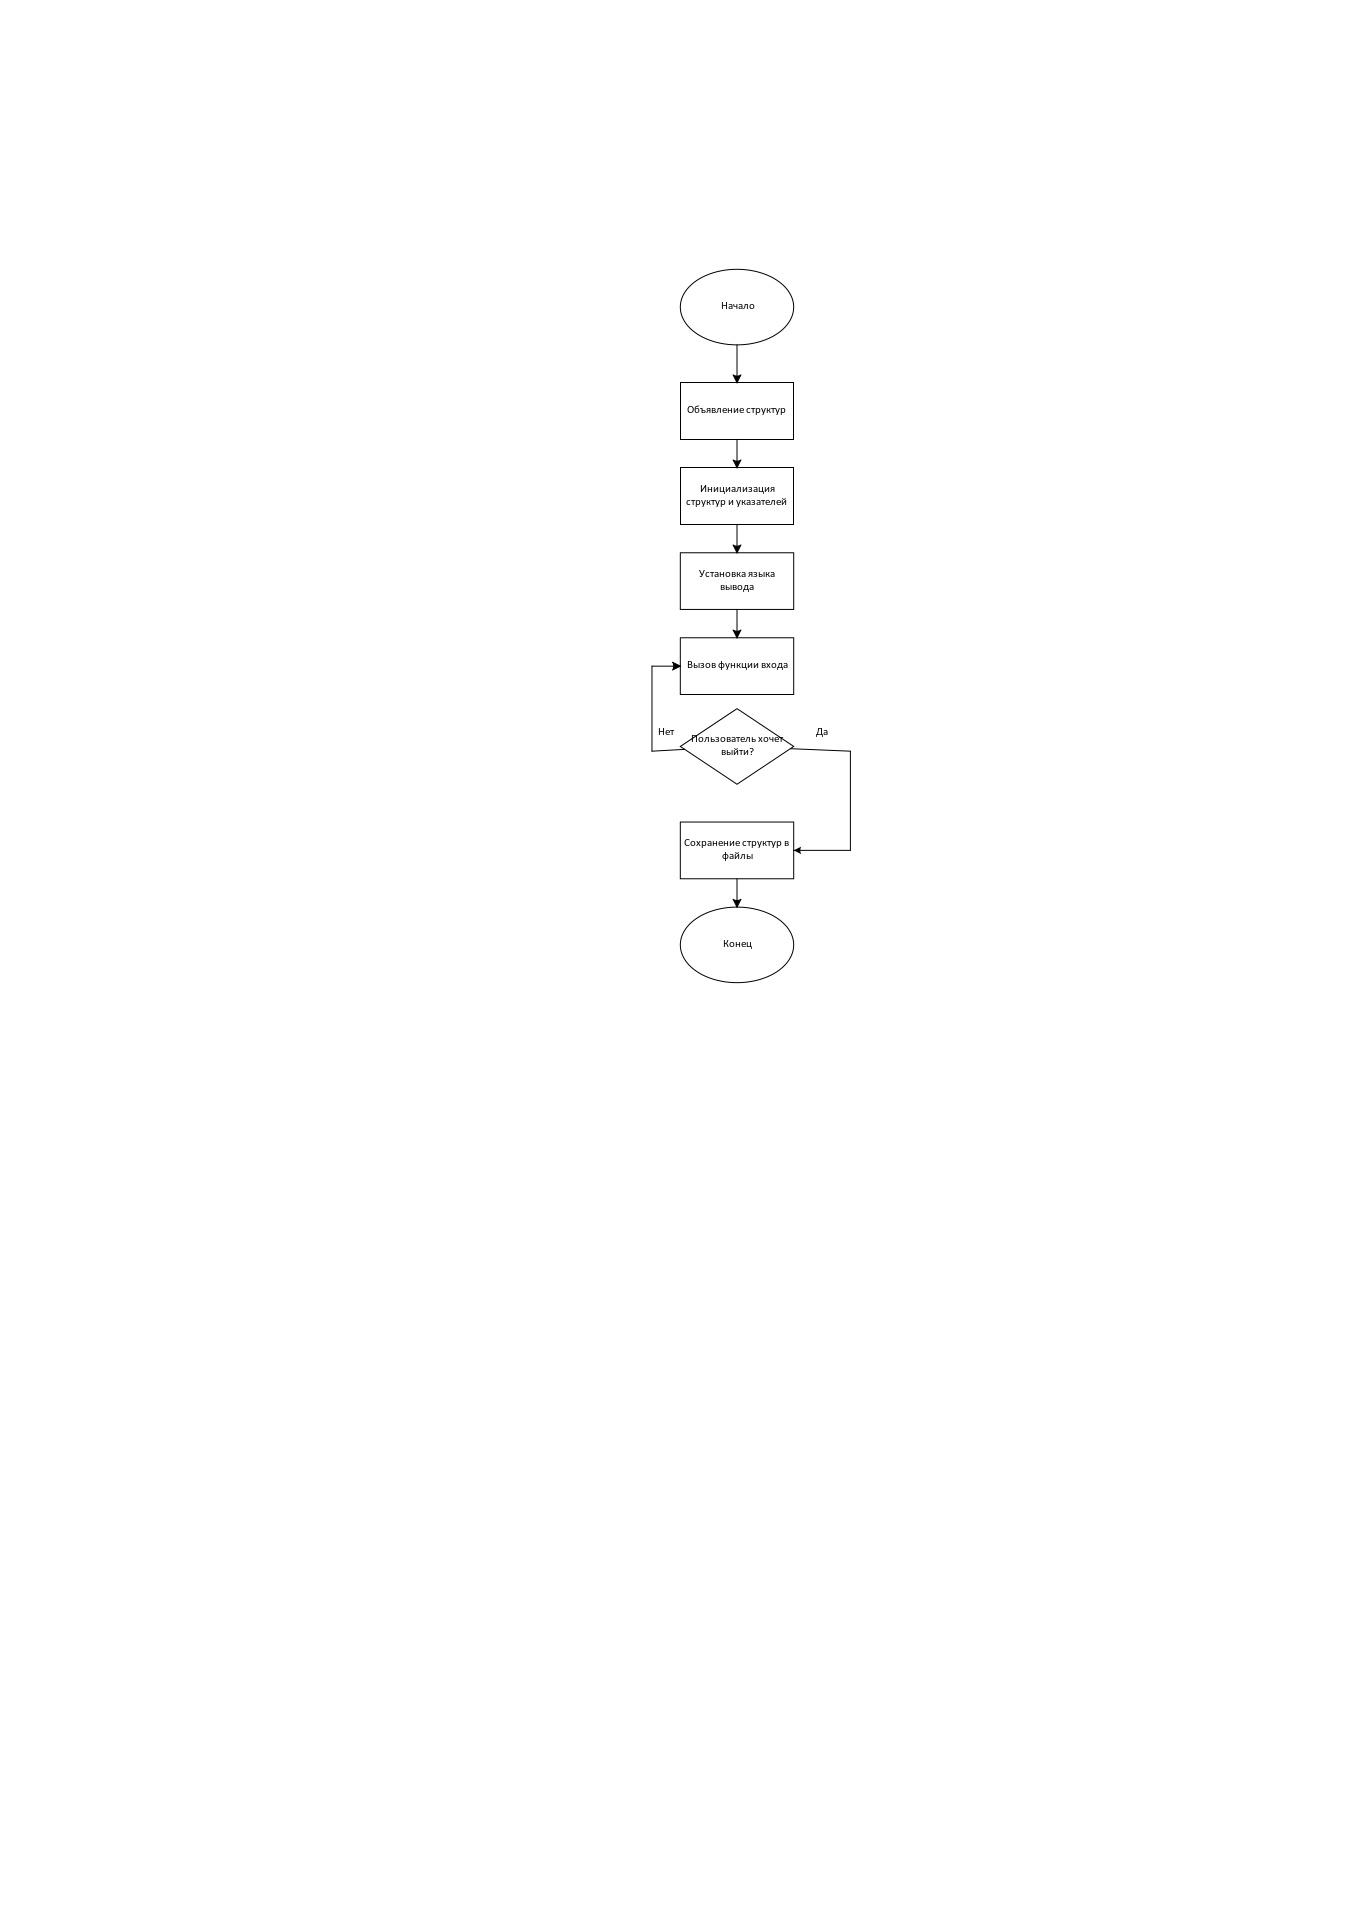 Начало
Объявление структур
Инициализация
структур и указателей
Установка языка
вывода
Вызов функции входа
Нет
Да
Пользователь хочет
выйти?
Сохранение структур в
файлы
Конец